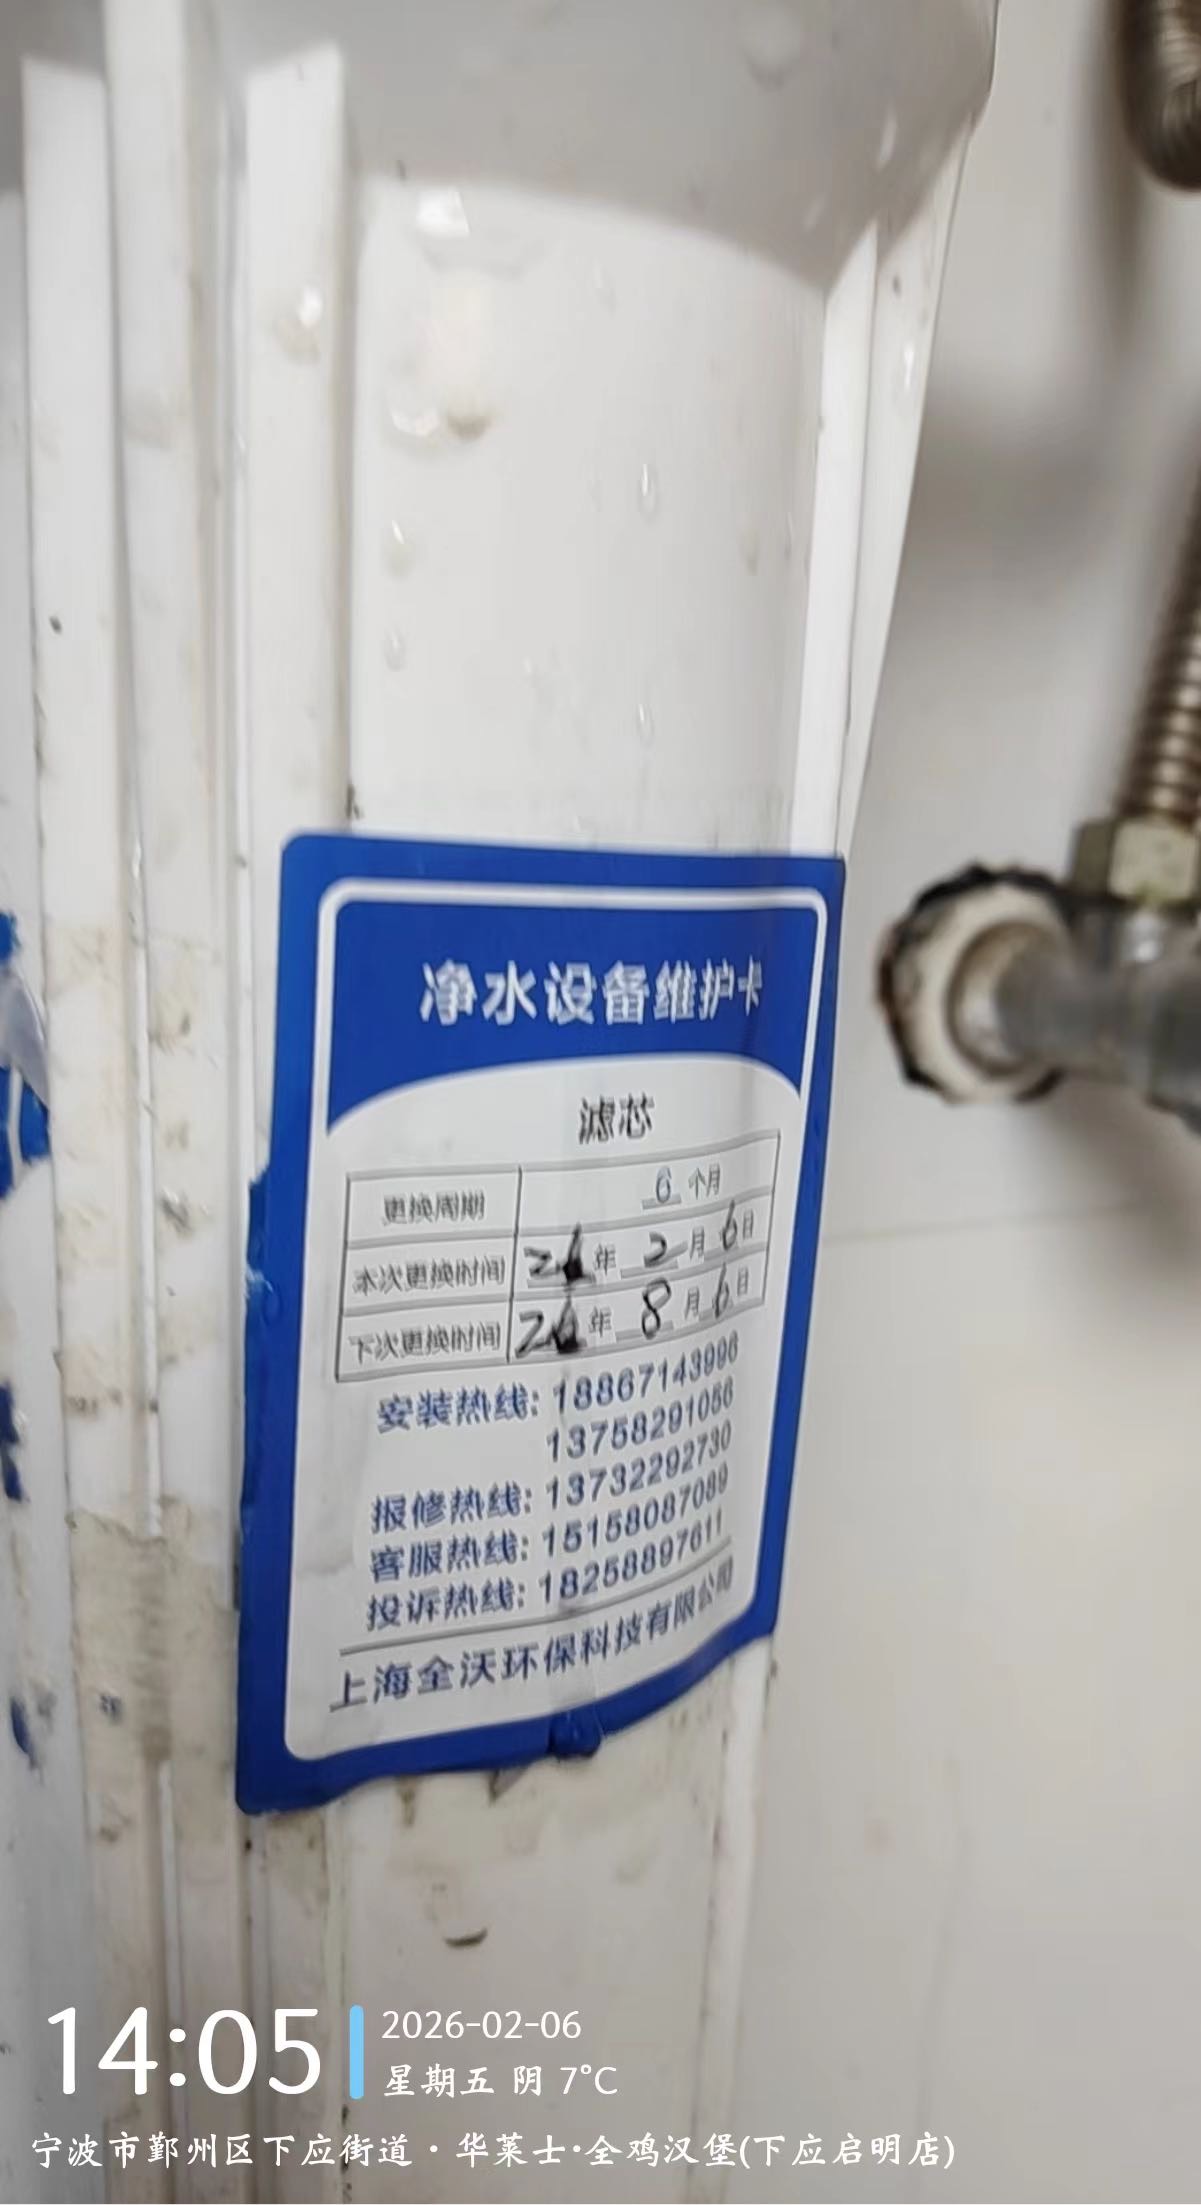 净水设备维护卡
滤芯
更换周期 6 个月
本次更换时间 26年 2月 6日
下次更换时间 26年 8月 6日
安装热线: 18867143996
13758291056
报修热线: 13732292730
客服热线: 15158087089
投诉热线: 18258897611
上海全沃环保科技有限公司
14:05
2026-02-06
星期五 阴 7℃
宁波市鄞州区下应街道·华莱士·全鸡汉堡(下应启明店)